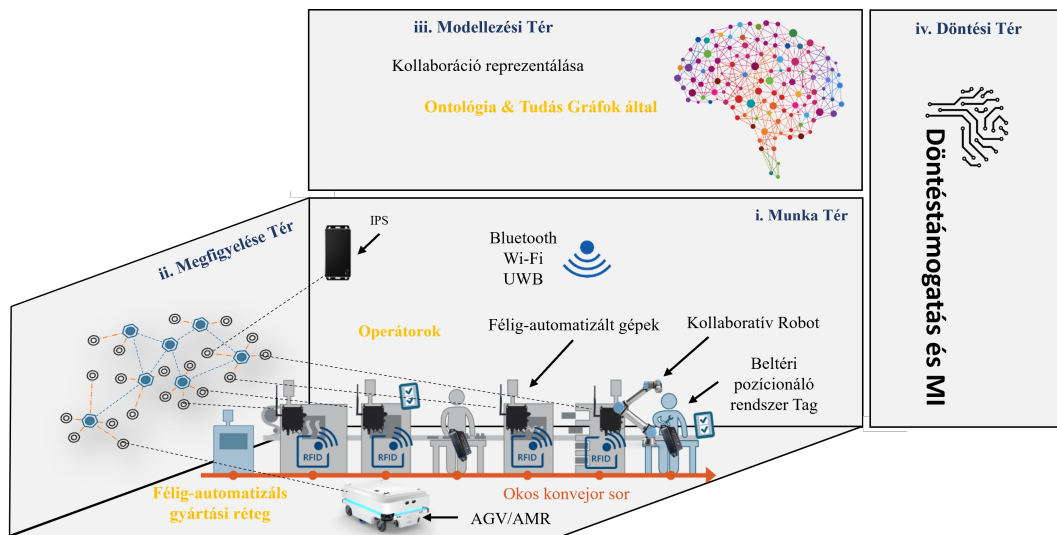 iii. Modellezési Tér
Kollaboráció reprezentálása
Ontológia & Tudás Gráfok által
iv. Döntési Tér
Döntéstámogatás és MI
i. Munka Tér
ii. Megfigyelése Tér
IPS
Bluetooth
Wi-Fi
UWB
Operátorok
Félig-automatizált gépek
Kollaboratív Robot
Beltéri
pozícionáló
rendszer Tag
RFID
RFID
RFID
RFID
Félig-automatizáls
gyártási réteg
Okos konvejor sor
AGV/AMR